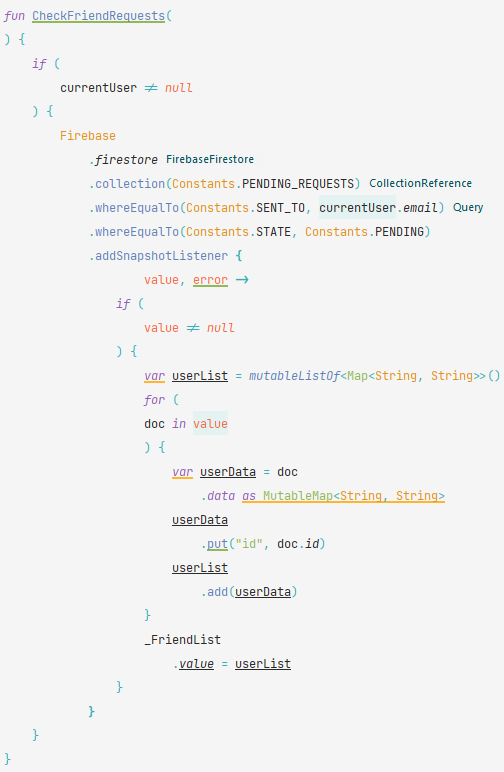 fun CheckFriendRequests(
) {
if (
currentUser ≠ null
) {
Firebase
.firestore FirebaseFirestore
.collection(Constants.PENDING_REQUESTS) CollectionReference
.whereEqualTo(Constants.SENT_TO, currentUser.email) Query
.whereEqualTo(Constants.STATE, Constants.PENDING)
.addSnapshotListener {
value, error →
if (
value ≠ null
) {
var userList = mutableListOf<Map<String, String>>()
for (
doc in value
) {
var userData = doc
.data as MutableMap<String, String>
userData
.put("id", doc.id)
userList
.add(userData)
}
_FriendList
.value = userList
}
}
}
}